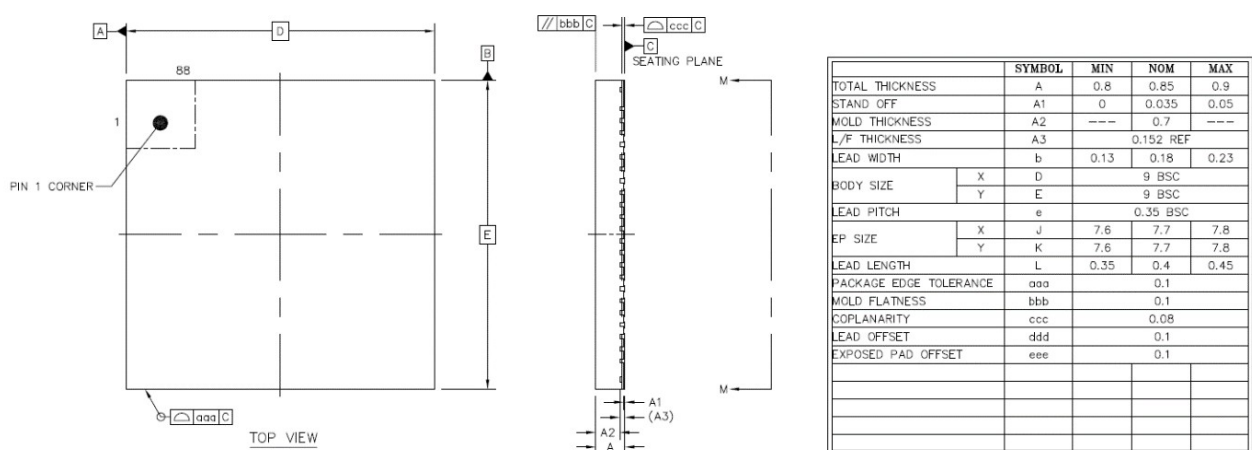 A
D
B
88
1
PIN 1 CORNER
E
aaa C
TOP VIEW
// bbb C
ccc C
C
SEATING PLANE
M
M
A1
(A3)
A2
A
SYMBOL MIN NOM MAX
TOTAL THICKNESS A 0.8 0.85 0.9
STAND OFF A1 0 0.035 0.05
MOLD THICKNESS A2 --- 0.7 ---
L/F THICKNESS A3 0.152 REF
LEAD WIDTH b 0.13 0.18 0.23
BODY SIZE X D 9 BSC
Y E 9 BSC
LEAD PITCH e 0.35 BSC
EP SIZE X J 7.6 7.7 7.8
Y K 7.6 7.7 7.8
LEAD LENGTH L 0.35 0.4 0.45
PACKAGE EDGE TOLERANCE aaa 0.1
MOLD FLATNESS bbb 0.1
COPLANARITY ccc 0.08
LEAD OFFSET ddd 0.1
EXPOSED PAD OFFSET eee 0.1